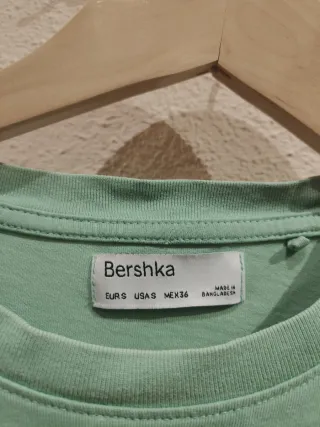 Bershka
EUR S USA S MEX 36 MADE IN
BANGLADESH